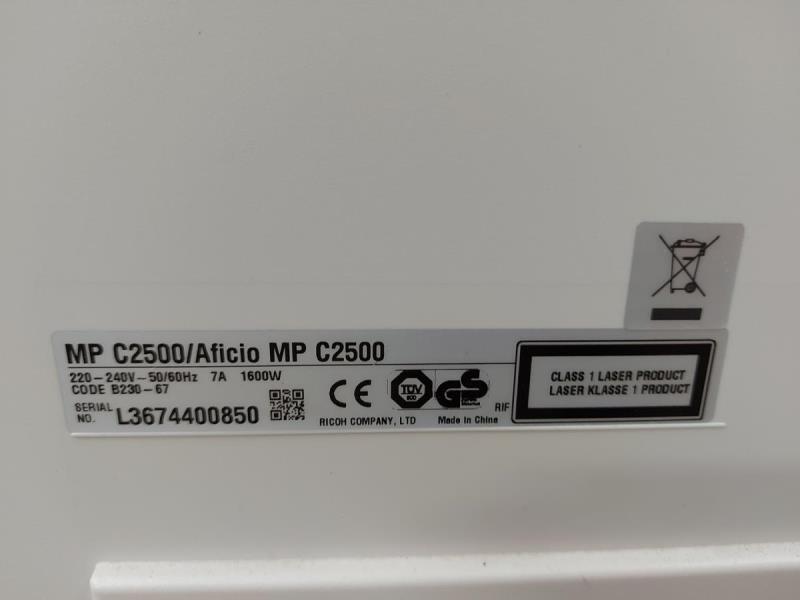 MP C2500/Aficio MP C2500
220-240V~50/60Hz 7A 1600W
CODE B230-67
SERIAL NO. L3674400850
CE
TÜV
GS
RICOH COMPANY, LTD
Made in China
RIF
CLASS 1 LASER PRODUCT
LASER KLASSE 1 PRODUCT